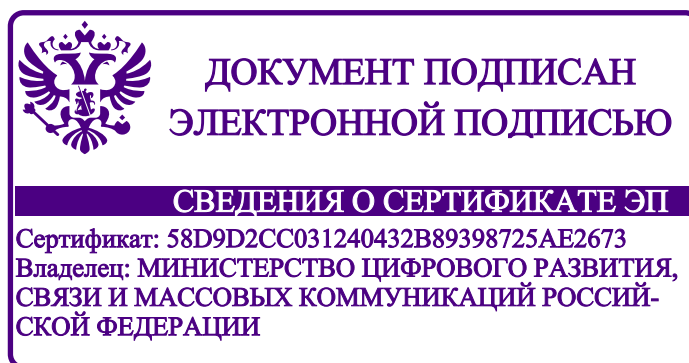 ДОКУМЕНТ ПОДПИСАН
ЭЛЕКТРОННОЙ ПОДПИСЬЮ
СВЕДЕНИЯ О СЕРТИФИКАТЕ ЭП
Сертификат: 58D9D2CC031240432B89398725AE2673
Владелец: МИНИСТЕРСТВО ЦИФРОВОГО РАЗВИТИЯ,
СВЯЗИ И МАССОВЫХ КОММУНИКАЦИЙ РОССИЙ-
СКОЙ ФЕДЕРАЦИИ